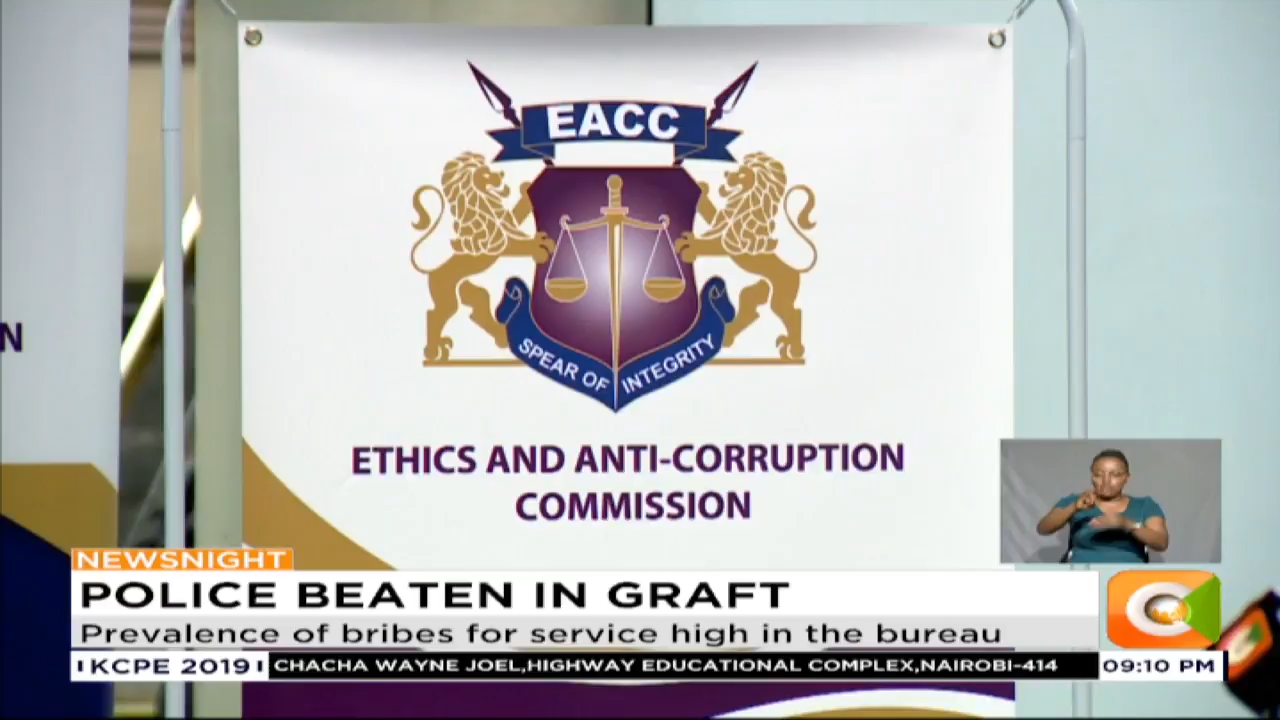 EACC
SPEAR OF INTEGRITY
ETHICS AND ANTI-CORRUPTION
COMMISSION
N
NEWSNIGHT
POLICE BEATEN IN GRAFT
Prevalence of bribes for service high in the bureau
KCPE 2019 CHACHA WAYNE JOEL,HIGHWAY EDUCATIONAL COMPLEX,NAIROBI-414 09:10 PM